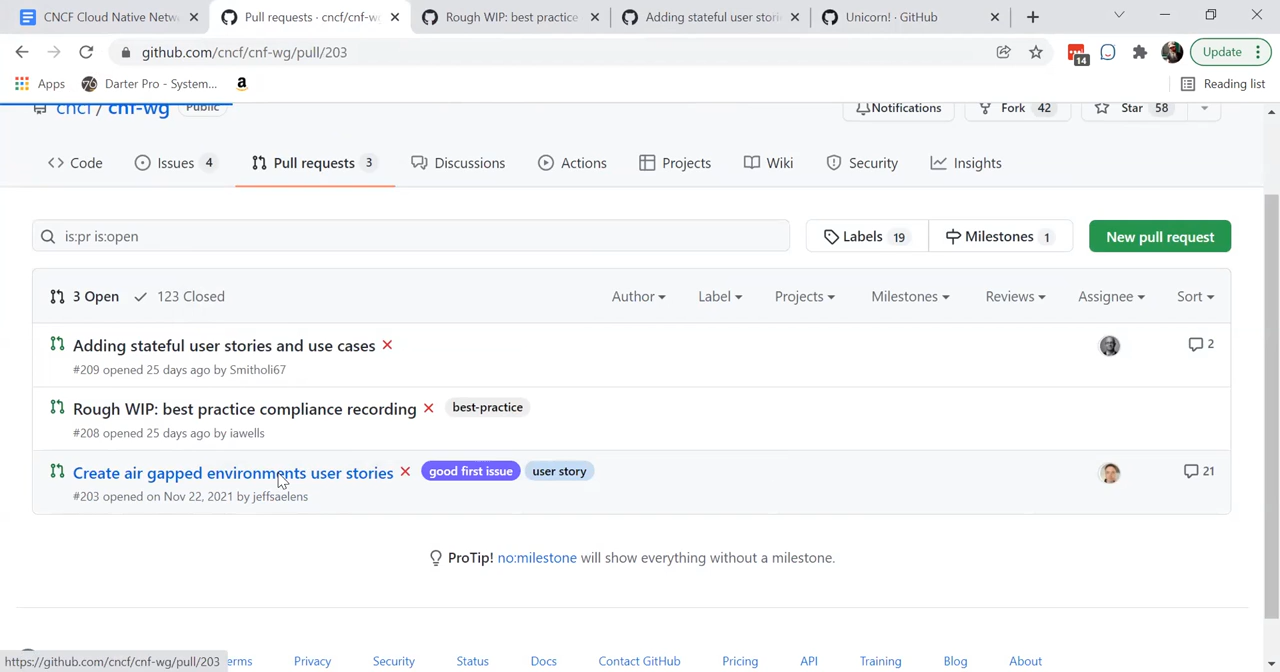 CNCF Cloud Native Netw
Pull requests · cncf/cnf-w
Rough WIP: best practice
Adding stateful user stori
Unicorn! · GitHub
github.com/cncf/cnf-wg/pull/203
14
Update
Apps
Darter Pro - System...
Reading list
cncf / cnf-wg
Public
Notifications
Fork 42
Star 58
Code
Issues 4
Pull requests 3
Discussions
Actions
Projects
Wiki
Security
Insights
is:pr is:open
Labels 19
Milestones 1
New pull request
3 Open
123 Closed
Author
Label
Projects
Milestones
Reviews
Assignee
Sort
Adding stateful user stories and use cases
2
#209 opened 25 days ago by Smitholi67
Rough WIP: best practice compliance recording
best-practice
#208 opened 25 days ago by iawells
Create air gapped environments user stories
good first issue
user story
21
#203 opened on Nov 22, 2021 by jeffsaelens
ProTip! no:milestone will show everything without a milestone.
https://github.com/cncf/cnf-wg/pull/203
erms
Privacy
Security
Status
Docs
Contact GitHub
Pricing
API
Training
Blog
About